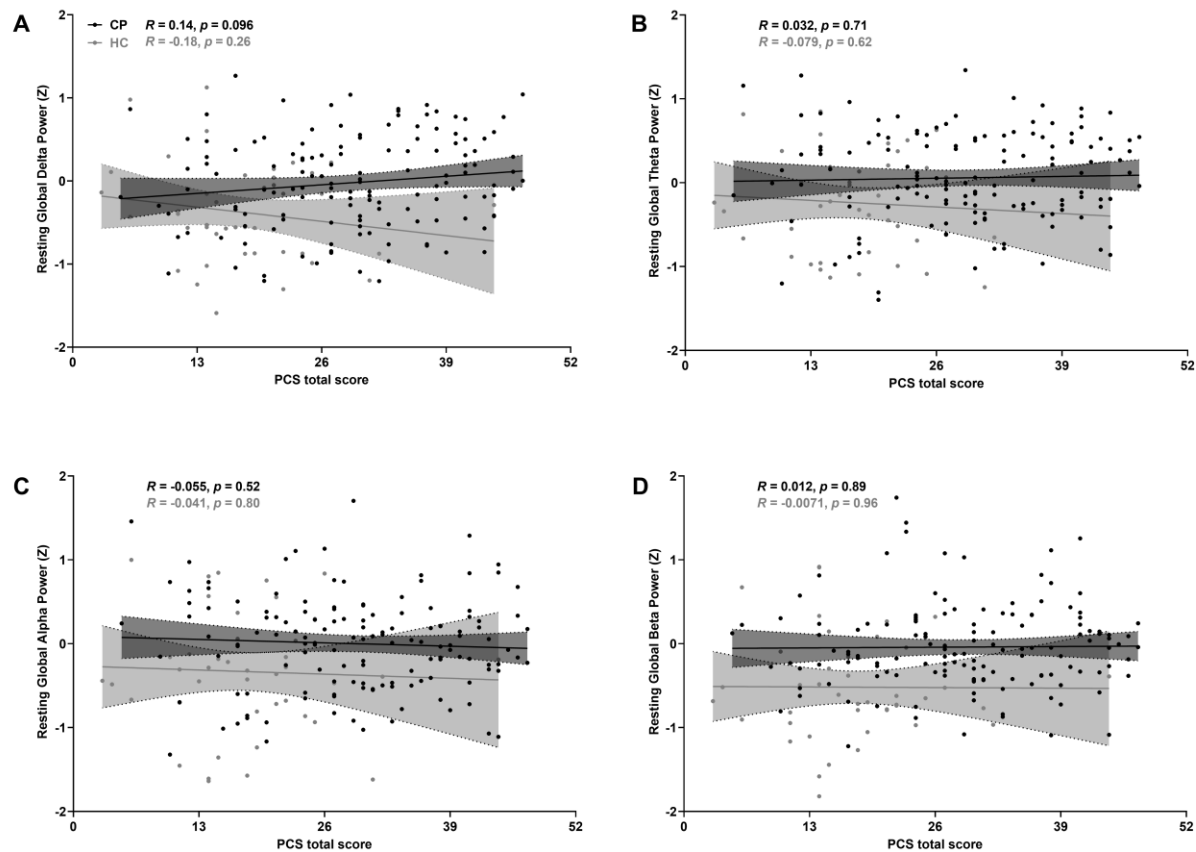 A
CP R = 0.14, p = 0.096
HC R = -0.18, p = 0.26
Resting Global Delta Power (Z)
2
1
0
-1
-2
0 13 26 39 52
PCS total score
B
R = 0.032, p = 0.71
R = -0.079, p = 0.62
Resting Global Theta Power (Z)
2
1
0
-1
-2
0 13 26 39 52
PCS total score
C
R = -0.055, p = 0.52
R = -0.041, p = 0.80
Resting Global Alpha Power (Z)
2
1
0
-1
-2
0 13 26 39 52
PCS total score
D
R = 0.012, p = 0.89
R = -0.0071, p = 0.96
Resting Global Beta Power (Z)
2
1
0
-1
-2
0 13 26 39 52
PCS total score